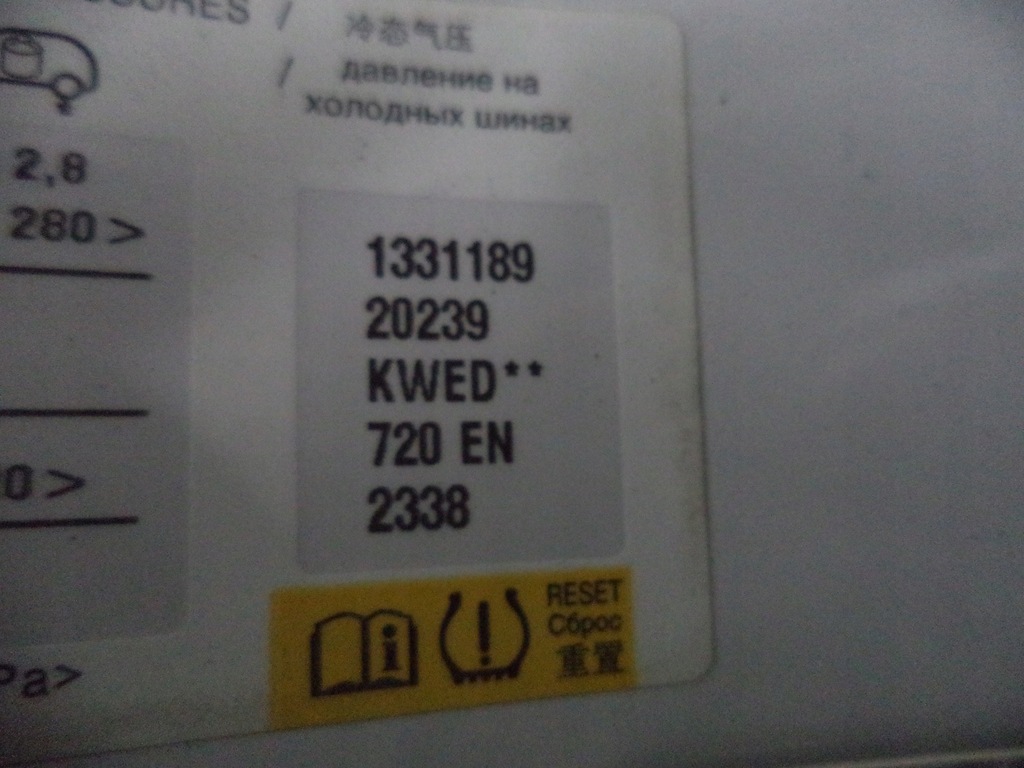 冷态气压
/ давление на
холодных шинах
2,8
280 >
0 >
Pa>
1331189
20239
KWED**
720 EN
2338
RESET
Сброс
重置